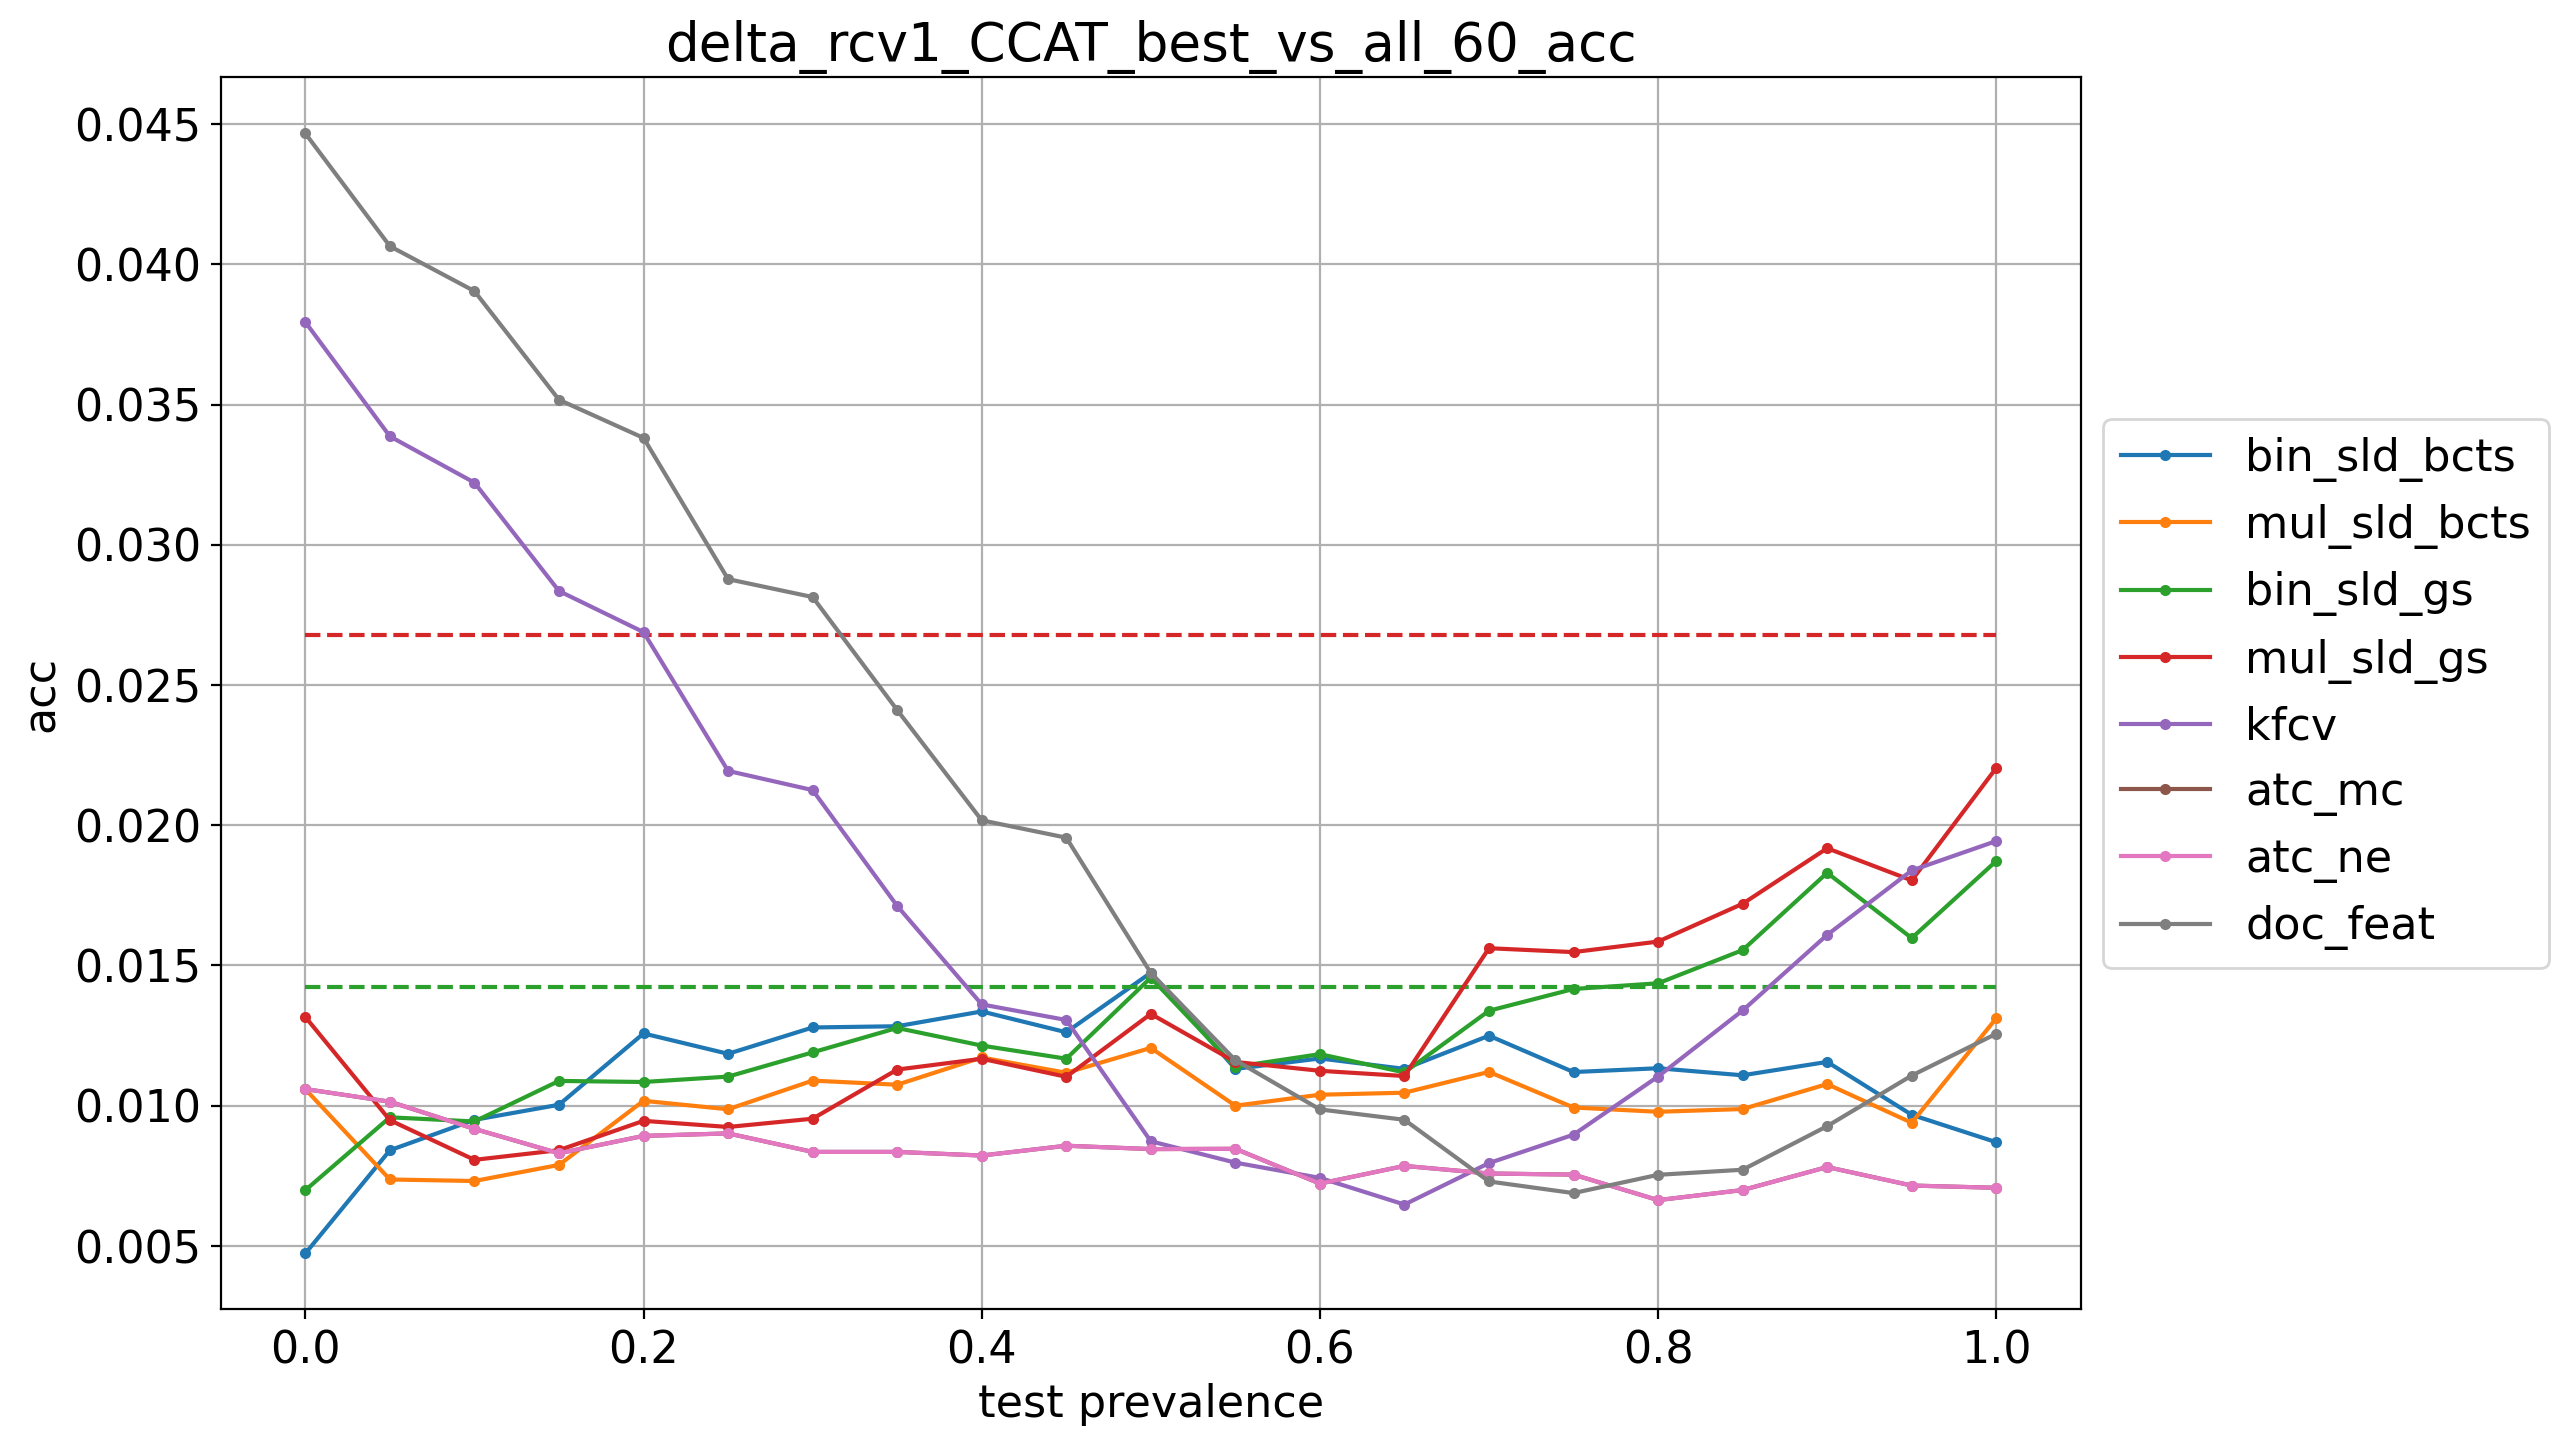 delta_rcv1_CCAT_best_vs_all_60_acc
0.045
0.040
0.035
0.030
0.025
0.020
0.015
0.010
0.005
acc
0.0 0.2 0.4 0.6 0.8 1.0
test prevalence
bin_sld_bcts
mul_sld_bcts
bin_sld_gs
mul_sld_gs
kfcv
atc_mc
atc_ne
doc_feat